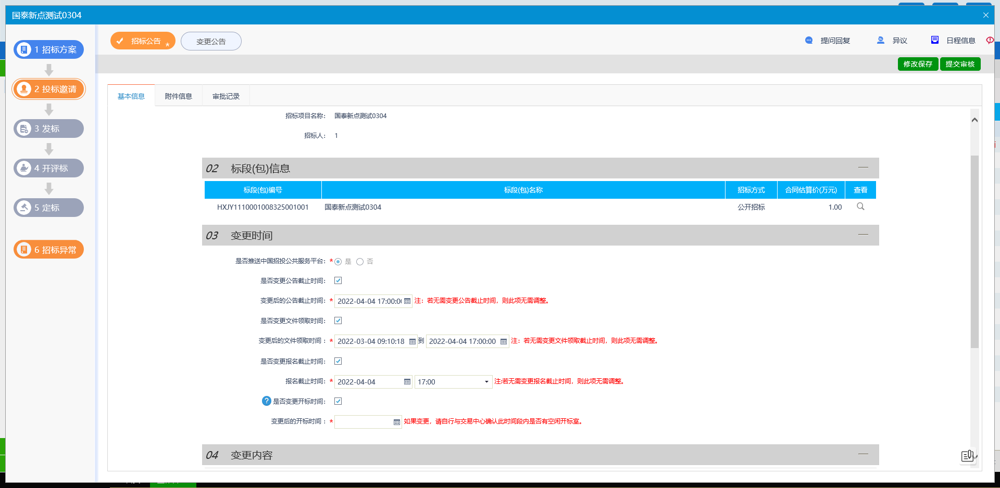 国泰新点测试0304
1 招标方案
2 投标邀请
3 发标
4 开评标
5 定标
6 招标异常
招标公告 *
变更公告
提问回复
异议
日程信息
修改保存
提交审核
基本信息
附件信息
审批记录
招标项目名称： 国泰新点测试0304
招标人： 1
02 标段(包)信息
标段(包)编号 标段(包)名称 招标方式 合同估算价(万元) 查看
HXJY1110001008325001001 国泰新点测试0304 公开招标 1.00
03 变更时间
是否推送中国招投公共服务平台： * 是 否
是否变更公告截止时间：
变更后的公告截止时间： * 2022-04-04 17:00:0 注：若无需变更公告截止时间，则此项无需调整。
是否变更文件领取时间：
变更后的文件领取时间 ： * 2022-03-04 09:10:18 到 2022-04-04 17:00:00 注：若无需变更文件领取截止时间，则此项无需调整。
是否变更报名截止时间：
报名截止时间： * 2022-04-04 17:00 注:若无需变更报名截止时间，则此项无需调整。
? 是否变更开标时间：
变更后的开标时间 ： * 如果变更，请自行与交易中心确认此时间段内是否有空闲开标室。
04 变更内容